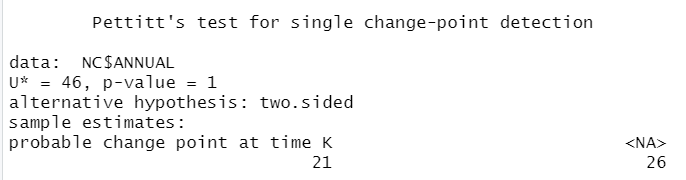 Pettitt's test for single change-point detection
data:  NC$ANNUAL
U* = 46, p-value = 1
alternative hypothesis: two.sided
sample estimates:
probable change point at time K <NA>
21 26